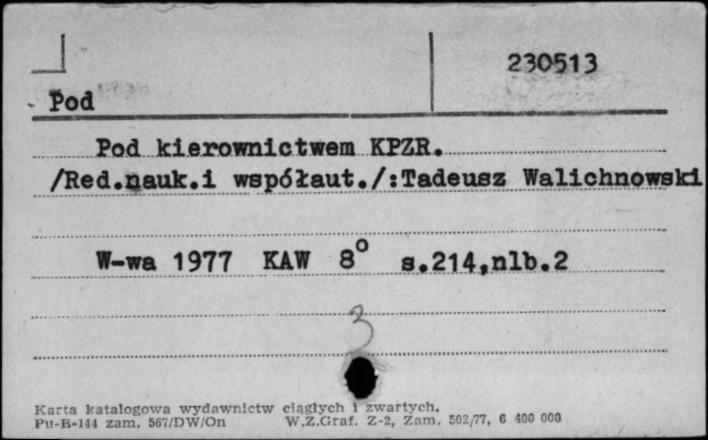 230513
Pod
Pod kierownictwem KPZR.
/Red.nauk.i współaut./:Tadeusz Walichnowski
W-wa 1977 KAW 8° s.214,nlb.2
3
Karta katalogowa wydawnictw ciągłych i zwartych.
Pu-B-144 zam. 567/DW/On W.Z.Graf. Z-2, Zam. 502/77, 6 400 000